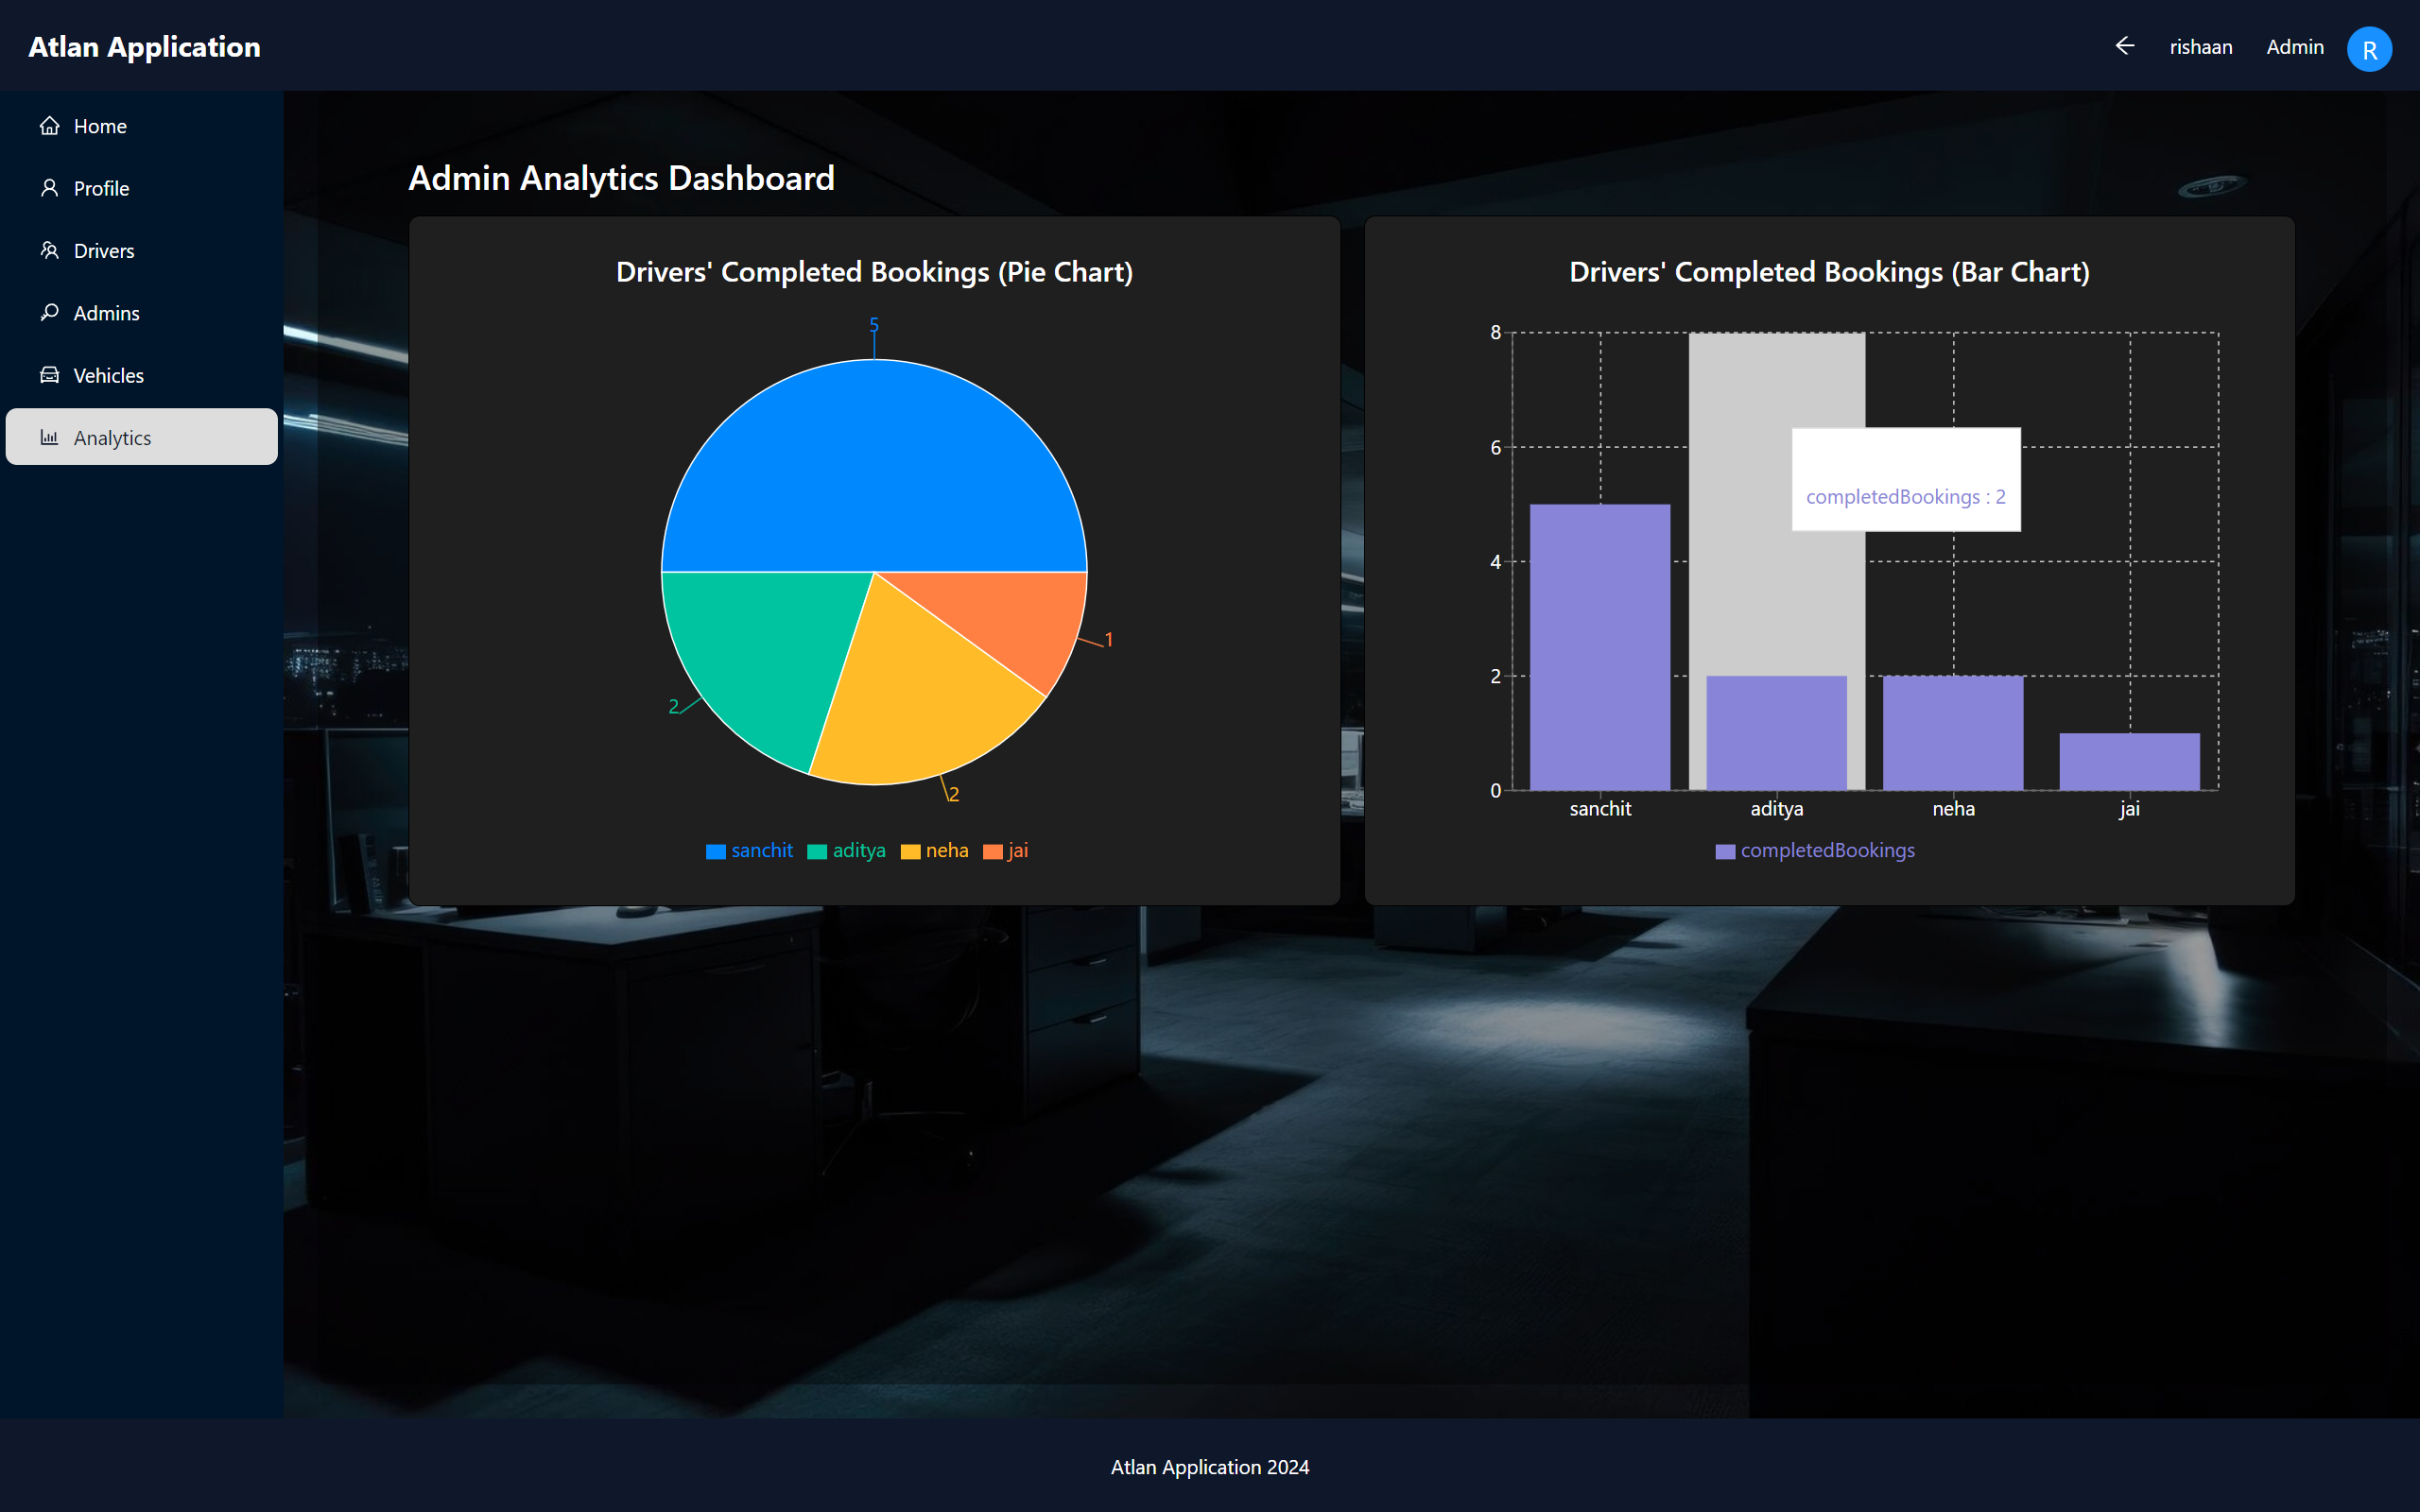 Atlan Application
rishaan
Admin
R
Home
Profile
Drivers
Admins
Vehicles
Analytics
Admin Analytics Dashboard
Drivers' Completed Bookings (Pie Chart)
5
1
2
2
sanchit aditya neha jai
Drivers' Completed Bookings (Bar Chart)
8
6
4
2
0
completedBookings : 2
sanchit aditya neha jai
completedBookings
Atlan Application 2024